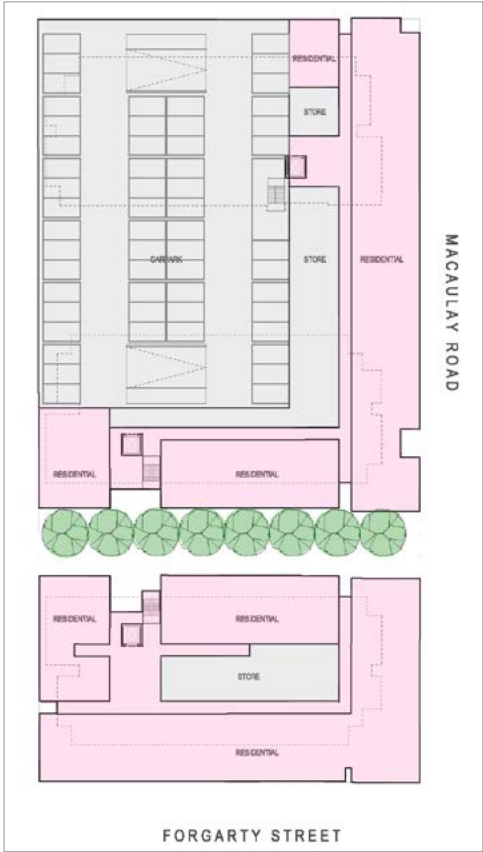 RESIDENTIAL
STORE
CARPARK
STORE
RESIDENTIAL
MACAULAY ROAD
RESIDENTIAL
RESIDENTIAL
RESIDENTIAL
RESIDENTIAL
STORE
RESIDENTIAL
FORGARTY STREET